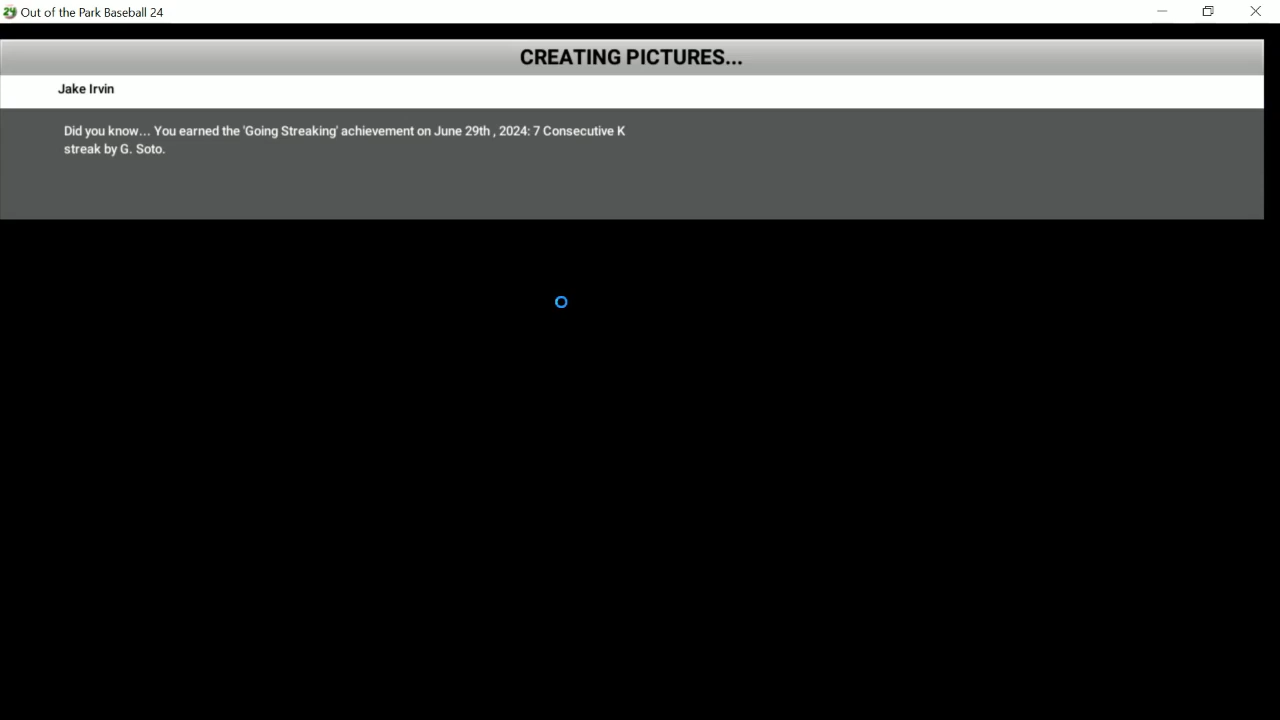 24 Out of the Park Baseball 24
CREATING PICTURES...
Jake Irvin
Did you know... You earned the 'Going Streaking' achievement on June 29th , 2024: 7 Consecutive K
streak by G. Soto.